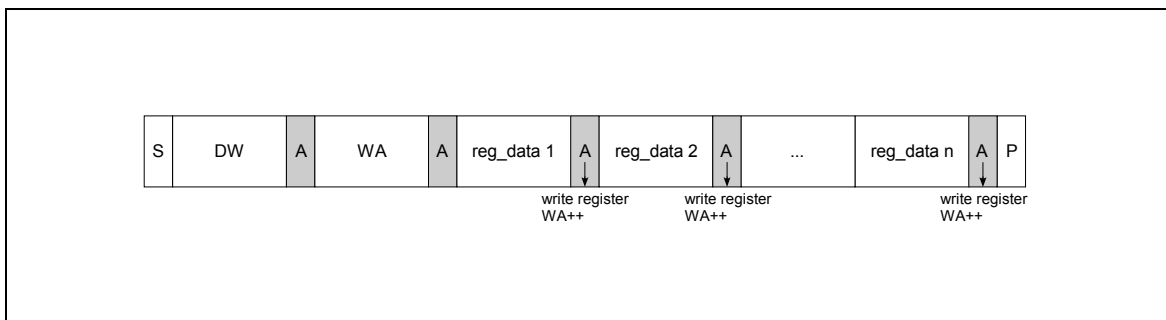 S DW A WA A reg_data 1 A reg_data 2 A ... reg_data n A P
write register write register write register
WA++ WA++ WA++